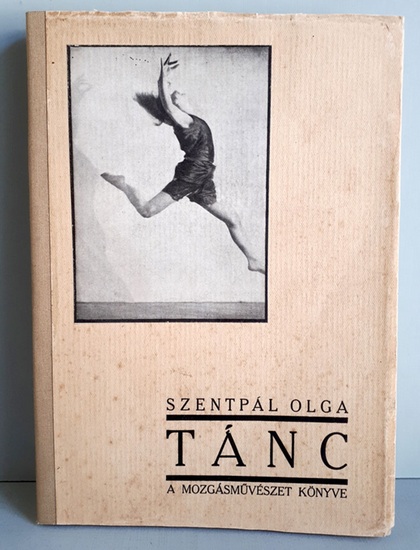 SZENTPÁL OLGA
TÁNC
A MOZGÁSMŰVÉSZET KÖNYVE